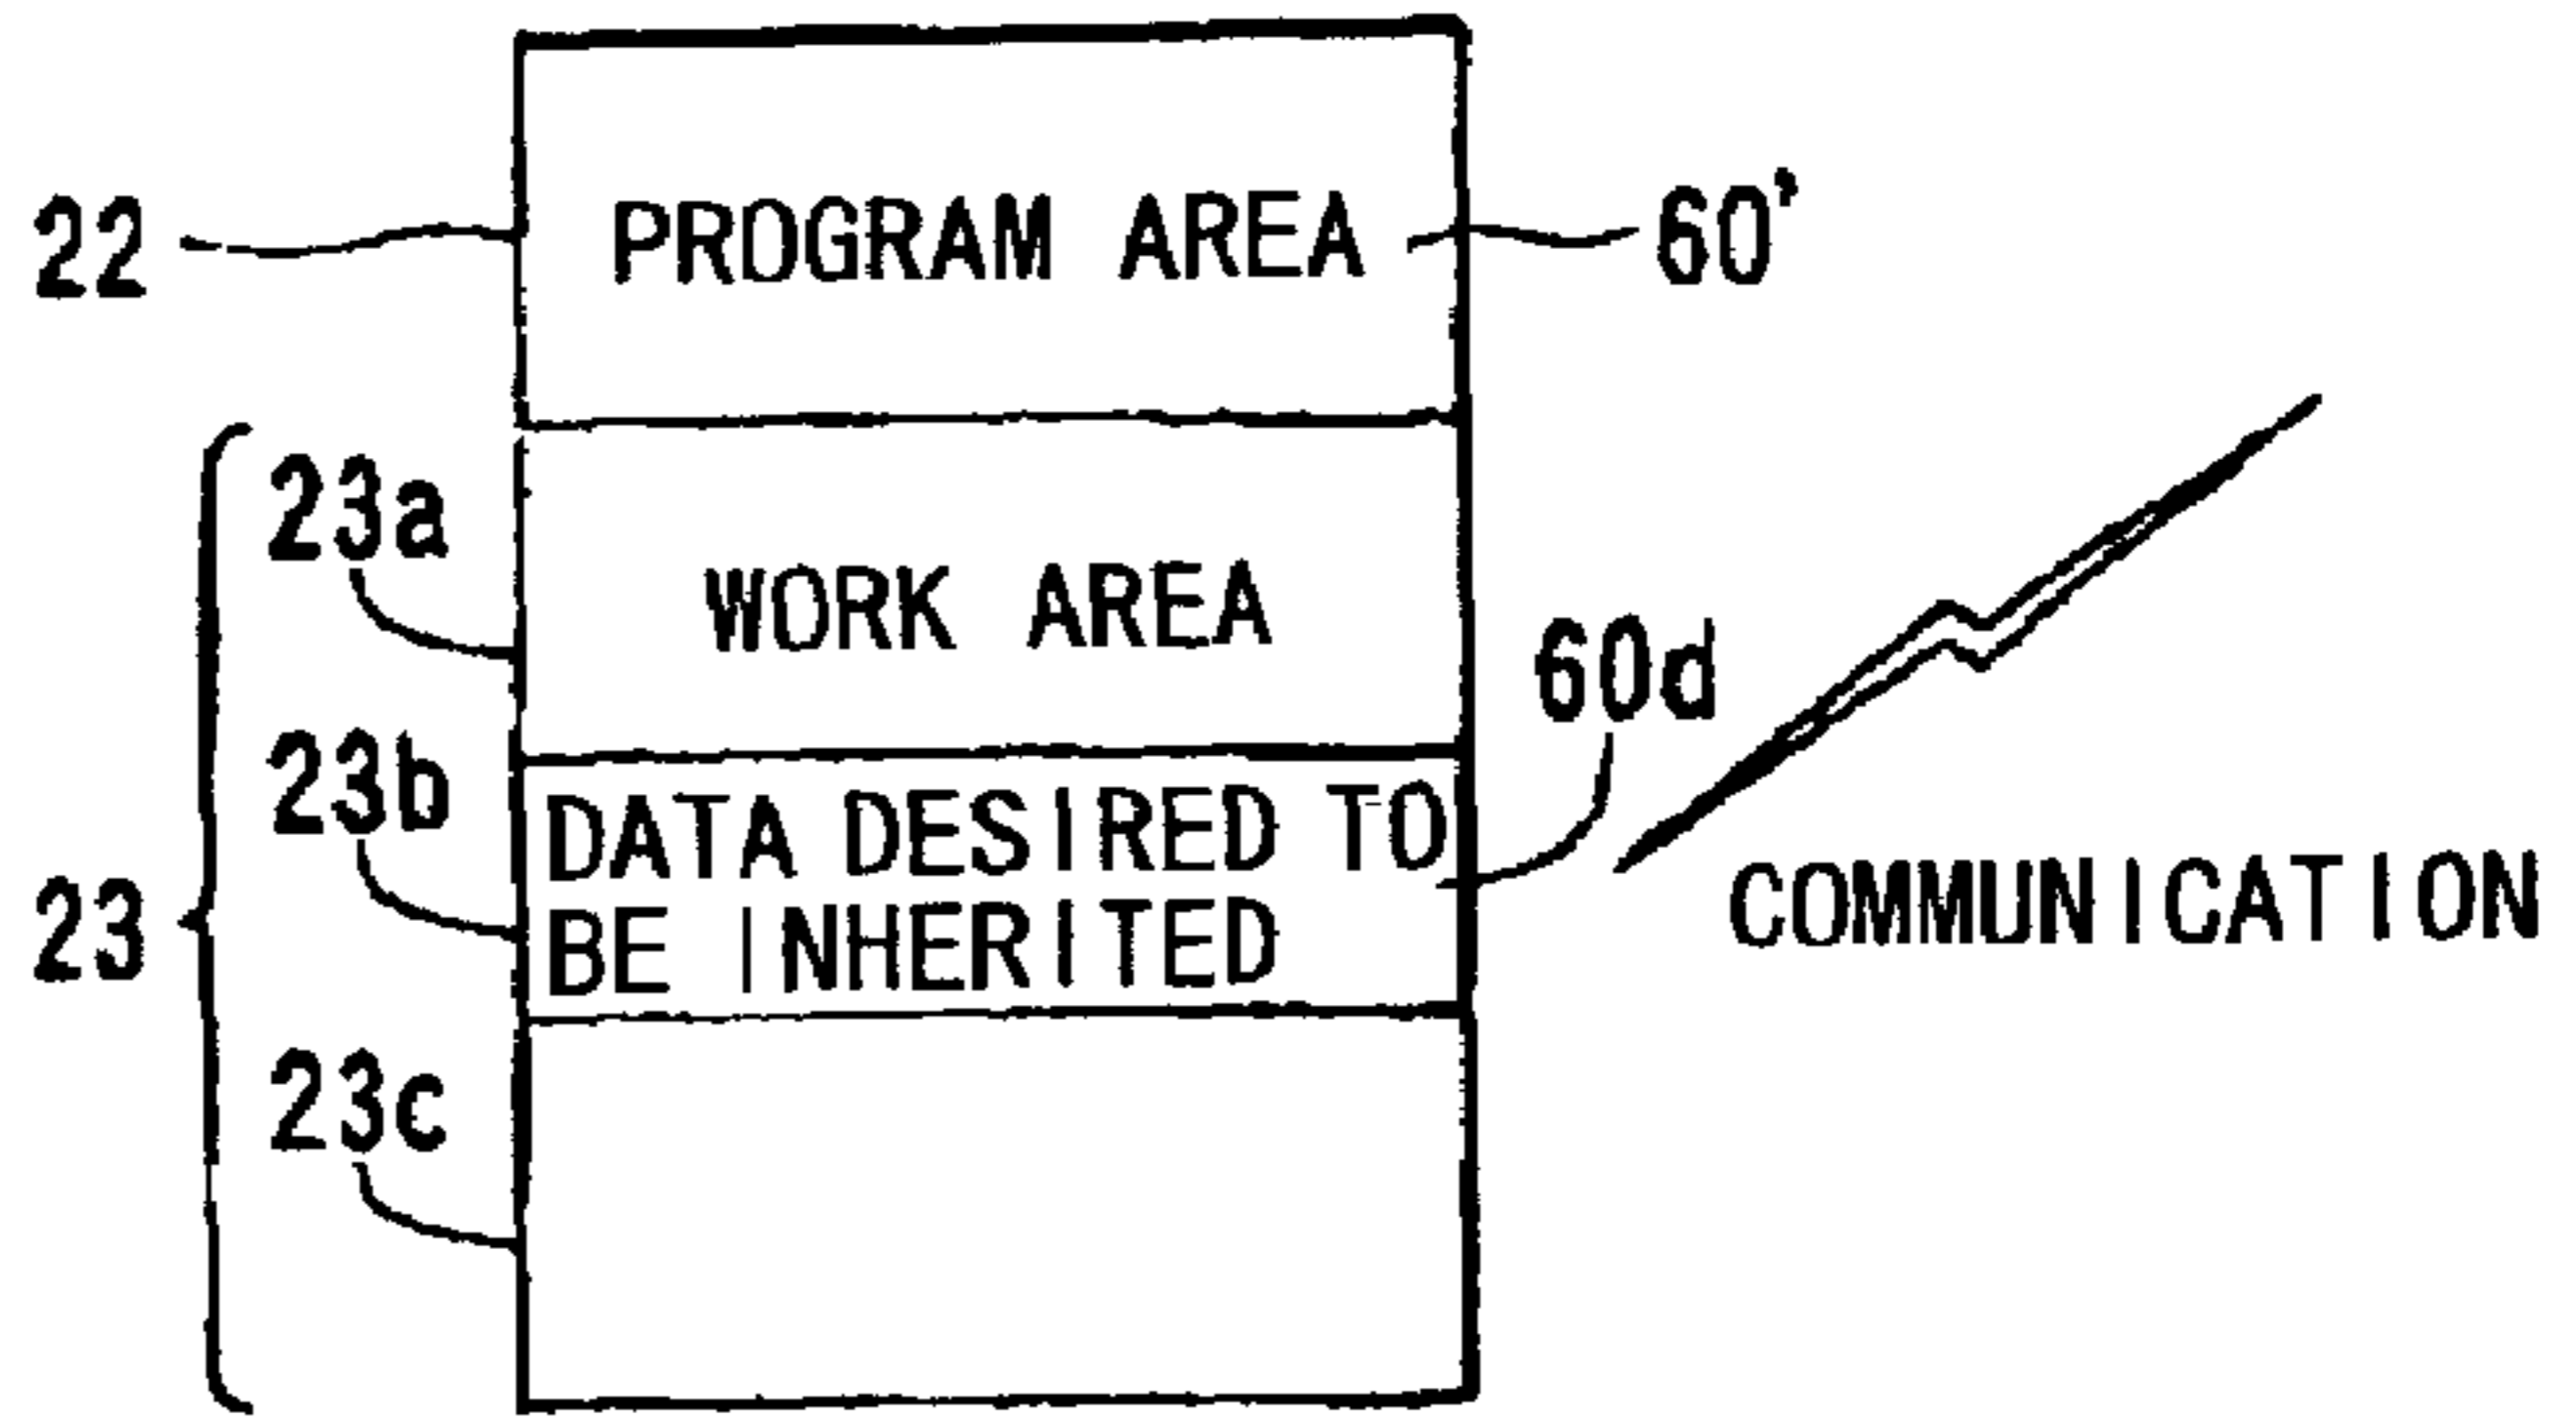 22
PROGRAM AREA
60'
23a
WORK AREA
60d
23b
DATA DESIRED TO
BE INHERITED
23
COMMUNICATION
23c